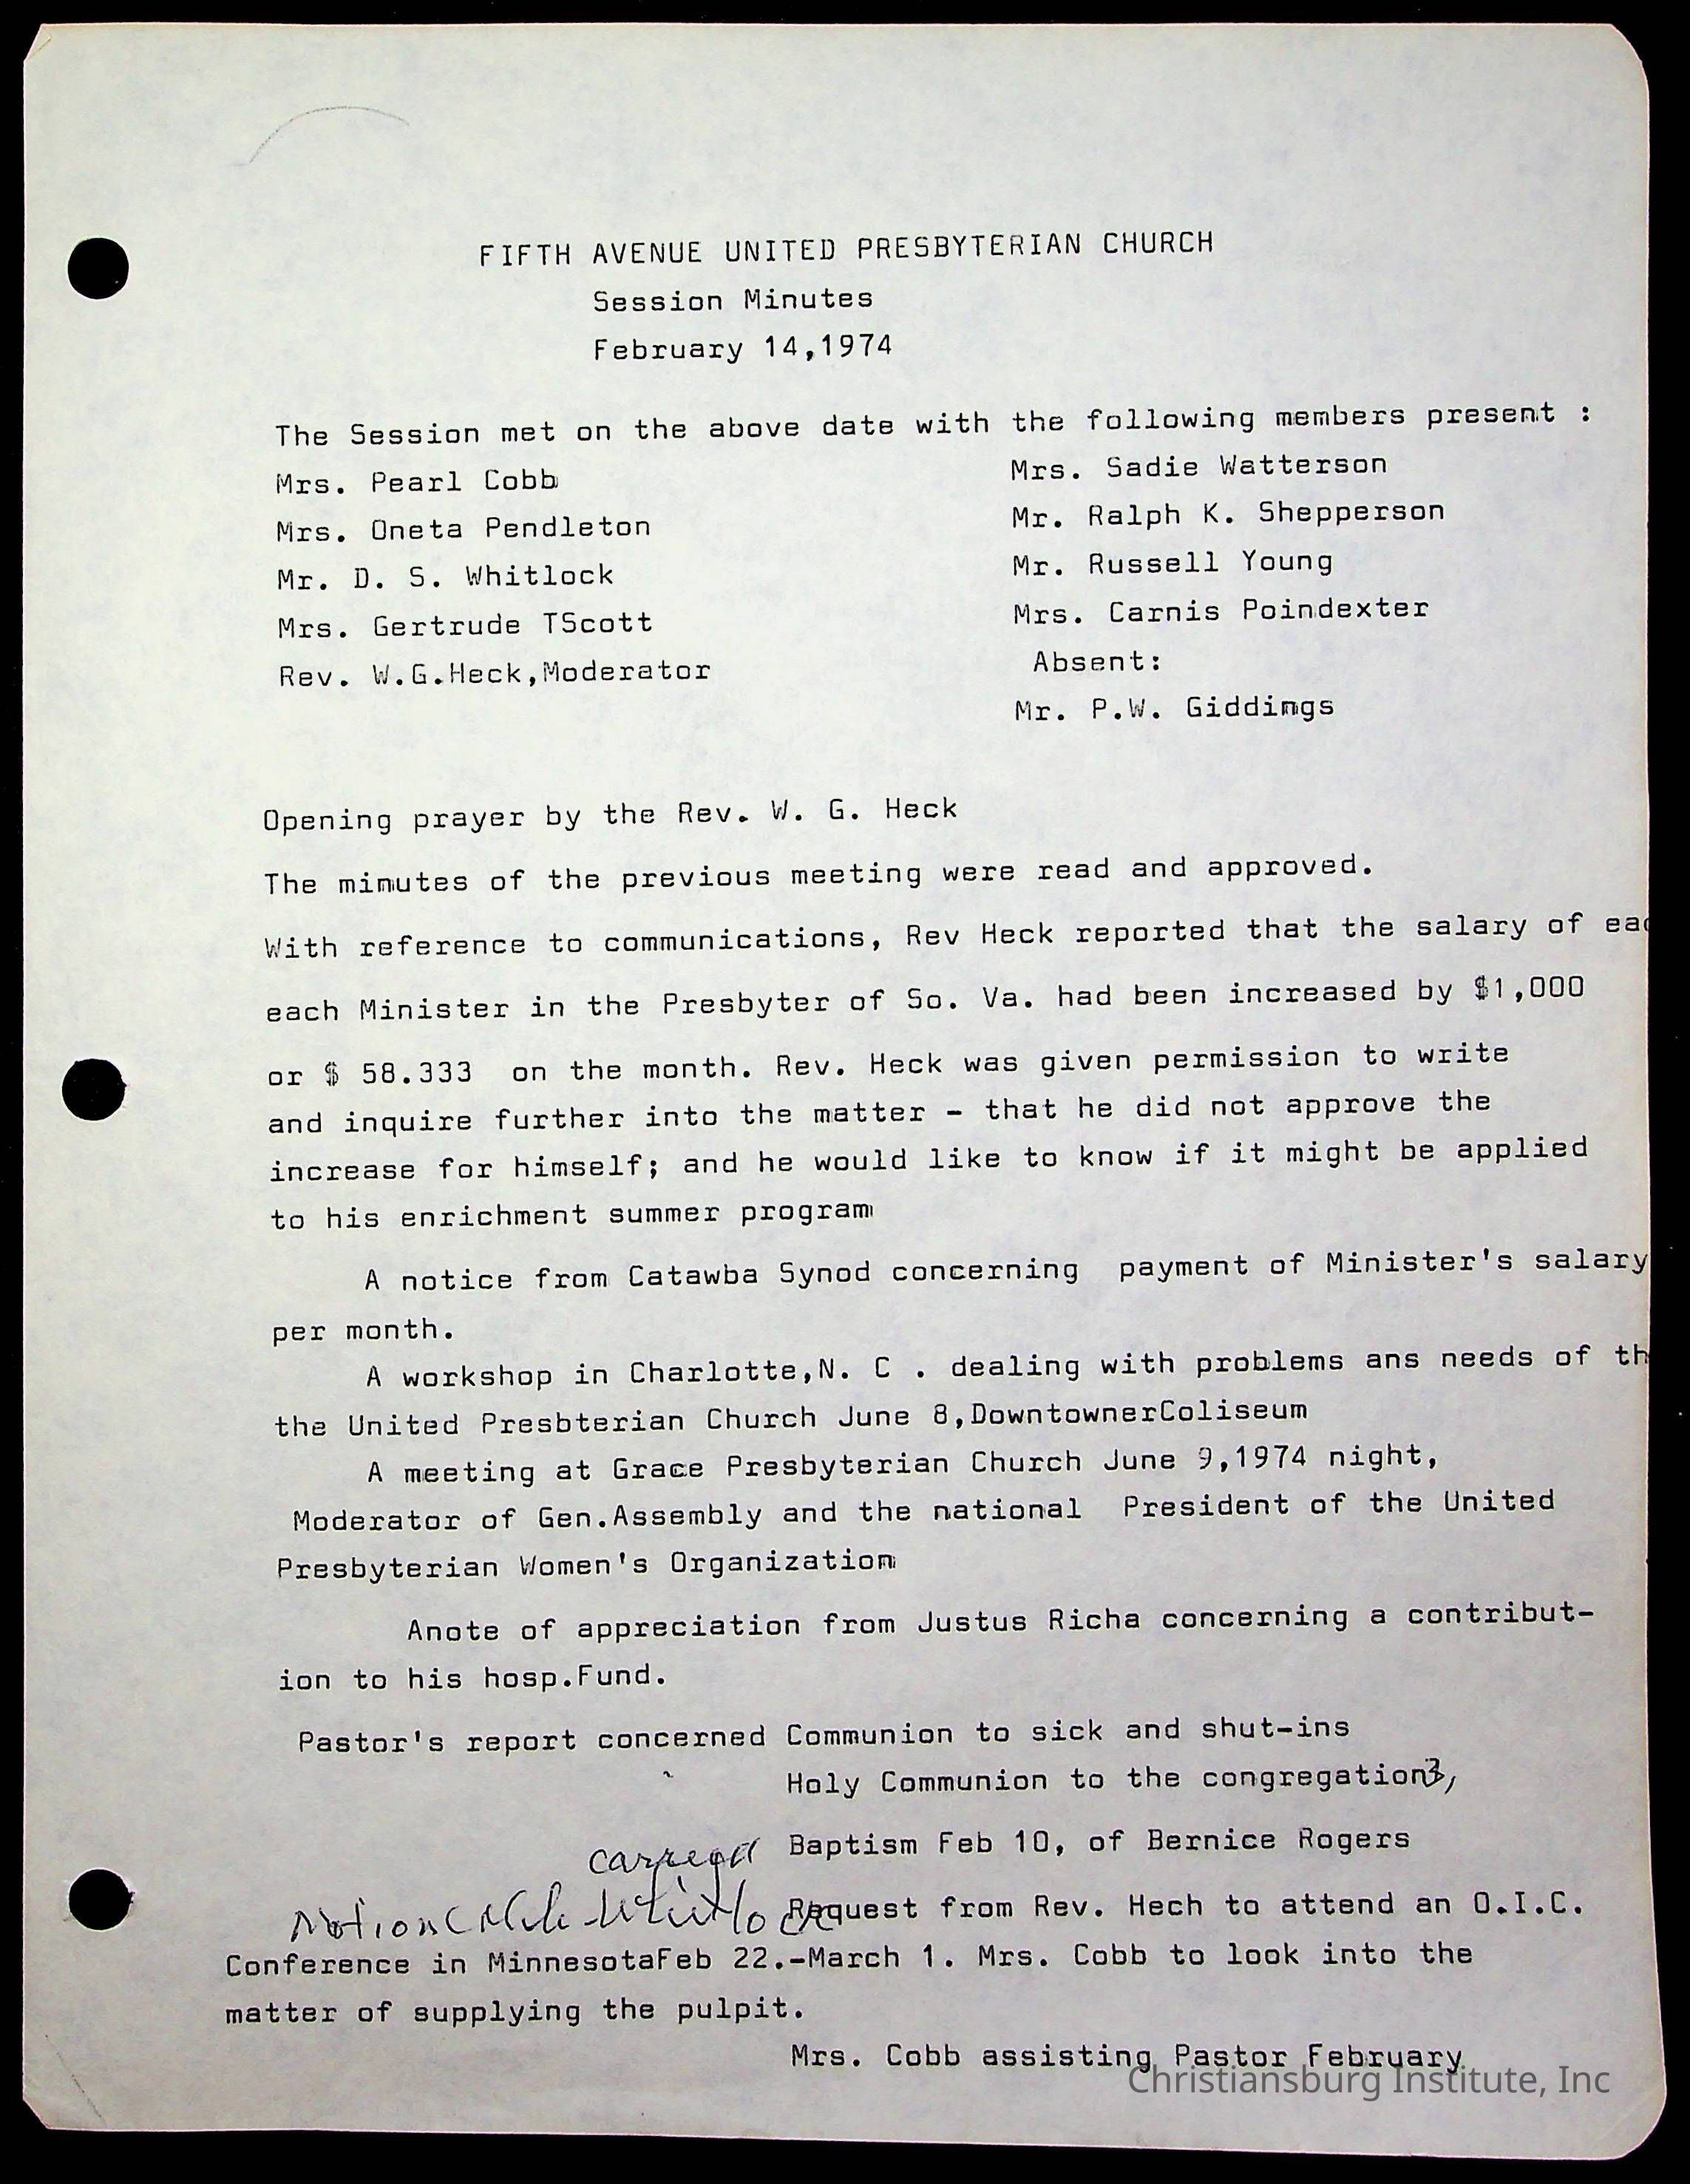 FIFTH AVENUE UNITED PRESBYTERIAN CHURCH
Session Minutes
February 14,1974
The Session met on the above date with the following members present :
Mrs. Pearl Cobb
Mrs. Oneta Pendleton
Mr. D. S. Whitlock
Mrs. Gertrude TScott
Rev. W.G.Heck,Moderator
Mrs. Sadie Watterson
Mr. Ralph K. Shepperson
Mr. Russell Young
Mrs. Carnis Poindexter
Absent:
Mr. P.W. Giddings
Opening prayer by the Rev. W. G. Heck
The minutes of the previous meeting were read and approved.
With reference to communications, Rev Heck reported that the salary of eac
each Minister in the Presbyter of So. Va. had been increased by $1,000
or $ 58.333 on the month. Rev. Heck was given permission to write
and inquire further into the matter - that he did not approve the
increase for himself; and he would like to know if it might be applied
to his enrichment summer program
A notice from Catawba Synod concerning payment of Minister's salary
per month.
A workshop in Charlotte,N. C . dealing with problems ans needs of th
the United Presbterian Church June 8,DowntownerColiseum
A meeting at Grace Presbyterian Church June 9,1974 night,
Moderator of Gen.Assembly and the national President of the United
Presbyterian Women's Organization
Anote of appreciation from Justus Richa concerning a contribut-
ion to his hosp.Fund.
Pastor's report concerned Communion to sick and shut-ins
Holy Communion to the congregation3,
Baptism Feb 10, of Bernice Rogers
carried
Motion Whitlock
Request from Rev. Hech to attend an O.I.C.
Conference in MinnesotaFeb 22.-March 1. Mrs. Cobb to look into the
matter of supplying the pulpit.
Mrs. Cobb assisting Pastor February
Christiansburg Institute, Inc